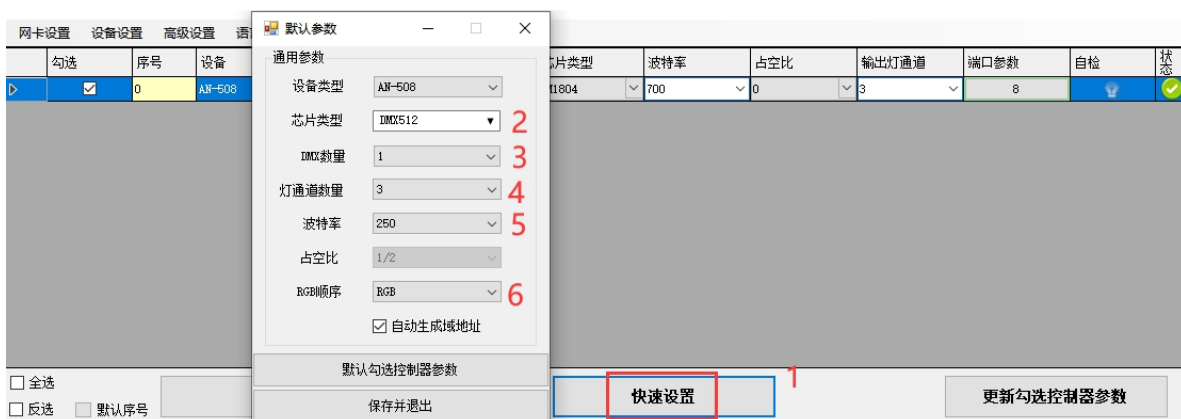 网卡设置 设备设置 高级设置 语
默认参数
勾选 序号 设备 芯片类型 波特率 占空比 输出灯通道 端口参数 自检 状态
0 AN-508 1804 700 0 3 8
通用参数
设备类型 AN-508
芯片类型 DMX512 2
DMX数量 1 3
灯通道数量 3 4
波特率 250 5
占空比 1/2
RGB顺序 RGB 6
自动生成域地址
默认勾选控制器参数
保存并退出
1
全选
反选 默认序号
快速设置
更新勾选控制器参数